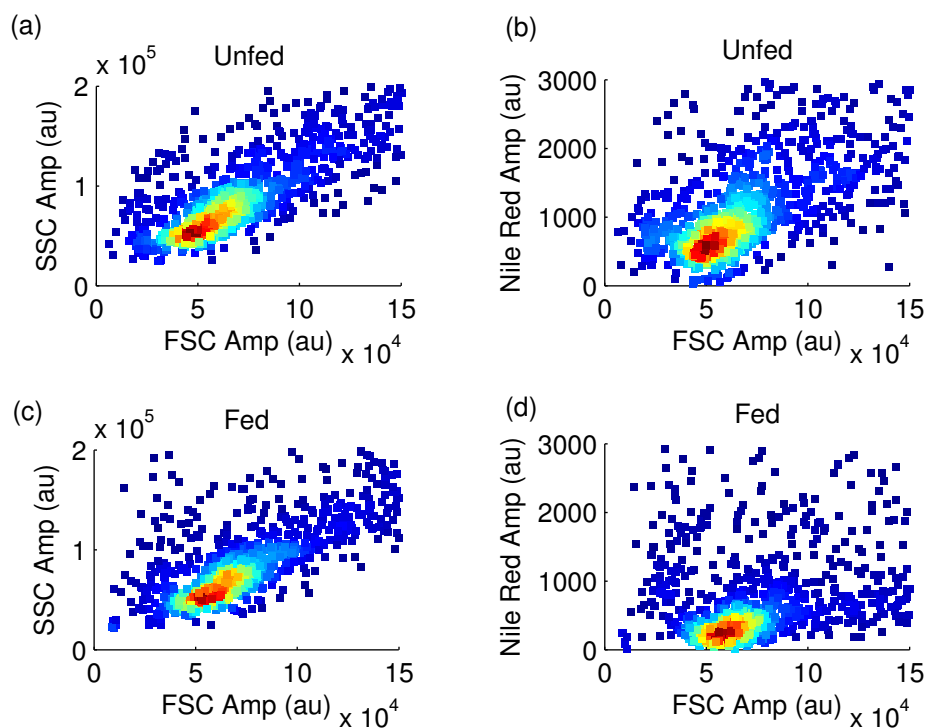 (a)
x 10^5
Unfed
2
1
0
SSC Amp (au)
0 5 10 15
FSC Amp (au)
x 10^4
(b)
Unfed
3000
2000
1000
0
Nile Red Amp (au)
0 5 10 15
FSC Amp (au)
x 10^4
(c)
x 10^5
Fed
2
1
0
SSC Amp (au)
0 5 10 15
FSC Amp (au)
x 10^4
(d)
Fed
3000
2000
1000
0
Nile Red Amp (au)
0 5 10 15
FSC Amp (au)
x 10^4